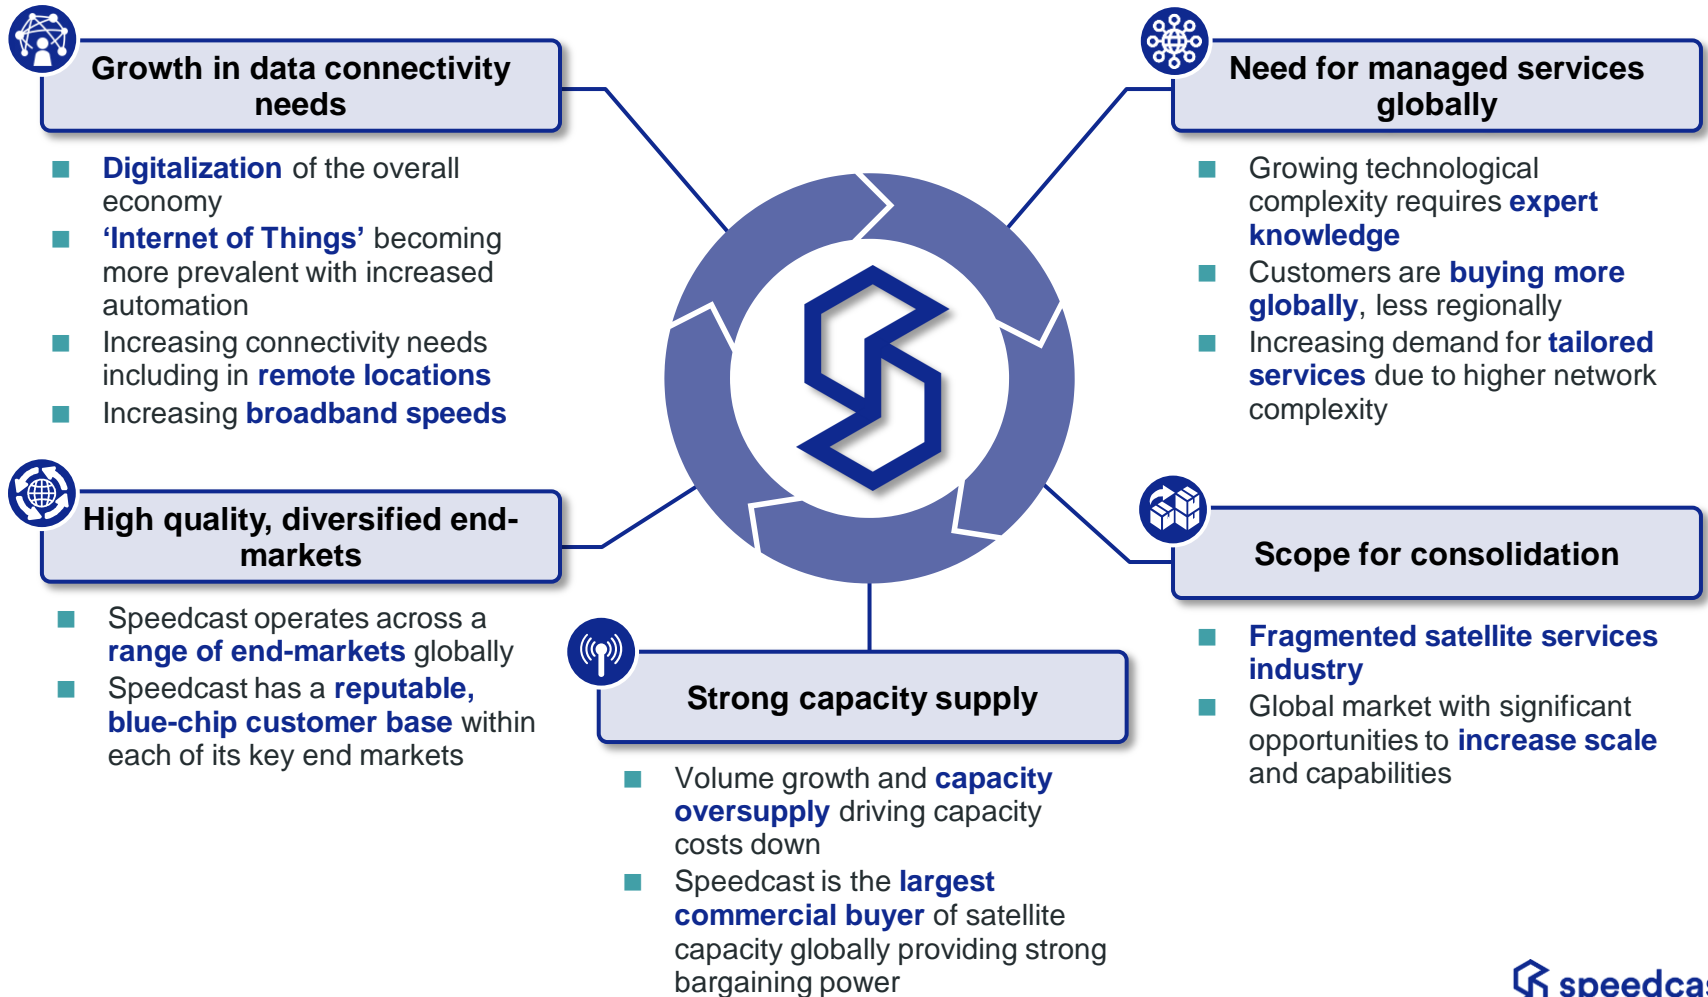 Growth in data connectivity
needs
Digitalization of the overall
economy
‘Internet of Things’ becoming
more prevalent with increased
automation
Increasing connectivity needs
including in remote locations
Increasing broadband speeds
Need for managed services
globally
Growing technological
complexity requires expert
knowledge
Customers are buying more
globally, less regionally
Increasing demand for tailored
services due to higher network
complexity
High quality, diversified end-
markets
Speedcast operates across a
range of end-markets globally
Speedcast has a reputable,
blue-chip customer base within
each of its key end markets
Strong capacity supply
Volume growth and capacity
oversupply driving capacity
costs down
Speedcast is the largest
commercial buyer of satellite
capacity globally providing strong
bargaining power
Scope for consolidation
Fragmented satellite services
industry
Global market with significant
opportunities to increase scale
and capabilities
speedcas